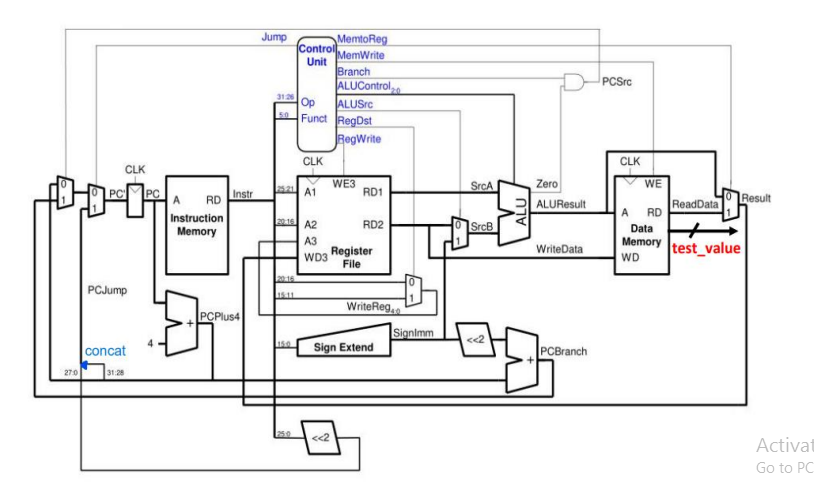 Jump
MemtoReg
Control
Unit
MemWrite
Branch
ALUControl2:0
PCSrc
31:26
Op
ALUSrc
5:0
Funct
RegDst
RegWrite
CLK
CLK
CLK
WE3
Zero
WE
0
1
PC'
0
1
PC
A
RD
Instr
25:21
A1
RD1
SrcA
ALU
ALUResult
A
RD
ReadData
0
1
Result
Instruction
Memory
20:16
A2
RD2
0
1
SrcB
Data
Memory
test_value
A3
Register
File
WD3
WriteData
WD
20:16
0
15:11
1
PCJump
WriteReg4:0
PCPlus4
+
SignImm
4
15:0
Sign Extend
<<2
+
PCBranch
concat
27:0
31:28
25:0
<<2
Activat
Go to PC